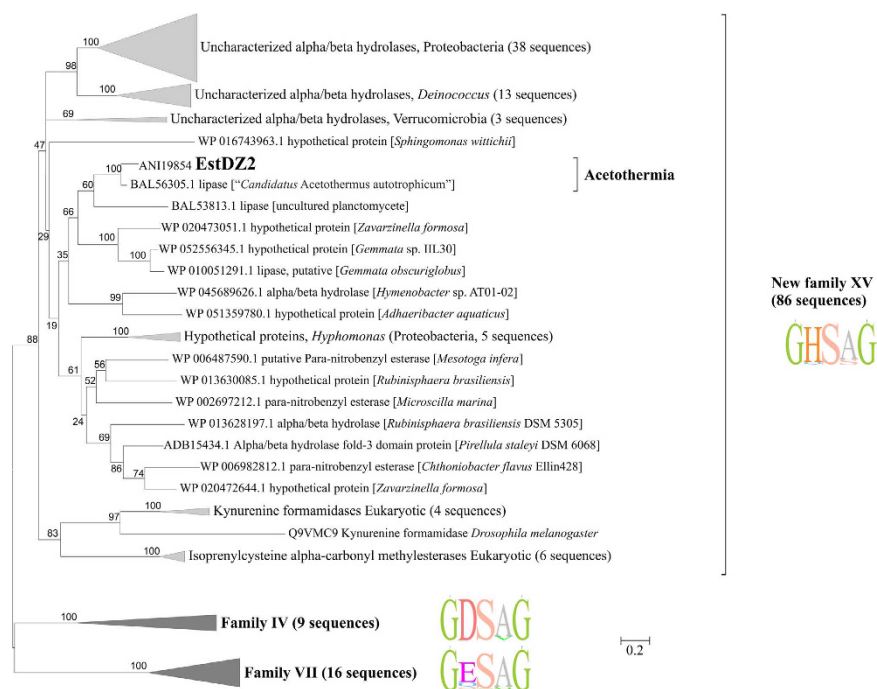 100
Uncharacterized alpha/beta hydrolases, Proteobacteria (38 sequences)
98
100
Uncharacterized alpha/beta hydrolases, Deinococcus (13 sequences)
69
Uncharacterized alpha/beta hydrolases, Verrucomicrobia (3 sequences)
47
WP 016743963.1 hypothetical protein [Sphingomonas wittichii]
100
ANI19854 EstDZ2
Acetothermia
60
BAL56305.1 lipase ["Candidatus Acetothermus autotrophicum"]
66
BAL53813.1 lipase [uncultured planctomycete]
WP 020473051.1 hypothetical protein [Zavarzinella formosa]
29
100
WP 052556345.1 hypothetical protein [Gemmata sp. IIL30]
35
100
WP 010051291.1 lipase, putative [Gemmata obscuriglobus]
New family XV
(86 sequences)
WP 045689626.1 alpha/beta hydrolase [Hymenobacter sp. AT01-02]
99
WP 051359780.1 hypothetical protein [Adhaeribacter aquaticus]
19
100
Hypothetical proteins, Hyphomonas (Proteobacteria, 5 sequences)
88
GHSAG
WP 006487590.1 putative Para-nitrobenzyl esterase [Mesotoga infera]
56
61
52
WP 013630085.1 hypothetical protein [Rubinisphaera brasiliensis]
WP 002697212.1 para-nitrobenzyl esterase [Microscilla marina]
24
WP 013628197.1 alpha/beta hydrolase [Rubinisphaera brasiliensis DSM 5305]
69
ADB15434.1 Alpha/beta hydrolase fold-3 domain protein [Pirellula staleyi DSM 6068]
86
WP 006982812.1 para-nitrobenzyl esterase [Chthoniobacter flavus Ellin428]
74
WP 020472644.1 hypothetical protein [Zavarzinella formosa]
100
Kynurenine formamidases Eukaryotic (4 sequences)
97
83
Q9VMC9 Kynurenine formamidase Drosophila melanogaster
100
Isoprenylcysteine alpha-carbonyl methylesterases Eukaryotic (6 sequences)
100
Family IV (9 sequences)
GDSAG
0.2
100
Family VII (16 sequences)
GESAG